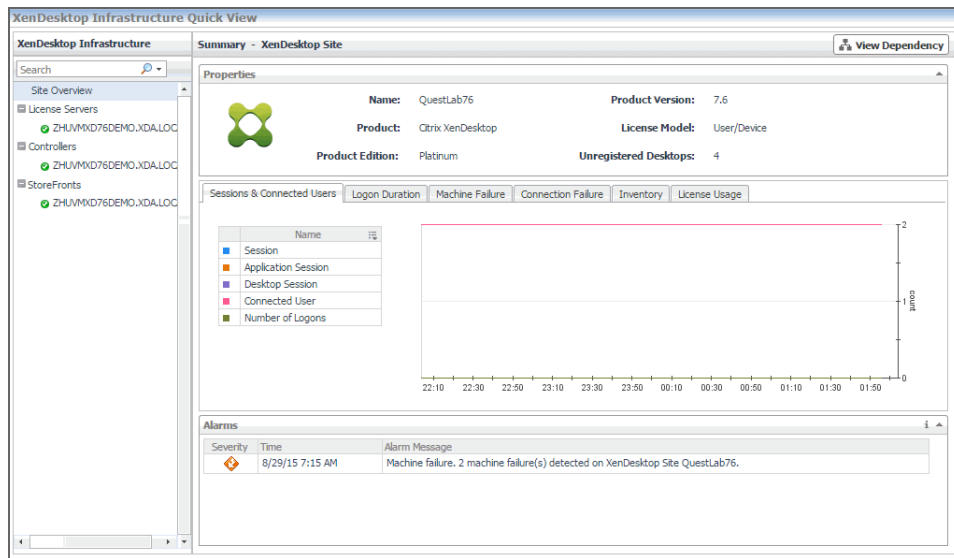 XenDesktop Infrastructure Quick View
XenDesktop Infrastructure
Search
Site Overview
License Servers
ZHUVMXD76DEMO.XDA.LOC
Controllers
ZHUVMXD76DEMO.XDA.LOC
StoreFronts
ZHUVMXD76DEMO.XDA.LOC
Summary - XenDesktop Site
View Dependency
Properties
Name: QuestLab76 Product Version: 7.6
Product: Citrix XenDesktop License Model: User/Device
Product Edition: Platinum Unregistered Desktops: 4
Sessions & Connected Users Logon Duration Machine Failure Connection Failure Inventory License Usage
Name
Session
Application Session
Desktop Session
Connected User
Number of Logons
2
1
0
count
22:10 22:30 22:50 23:10 23:30 23:50 00:10 00:30 00:50 01:10 01:30 01:50
Alarms
i
Severity Time Alarm Message
8/29/15 7:15 AM Machine failure. 2 machine failure(s) detected on XenDesktop Site QuestLab76.